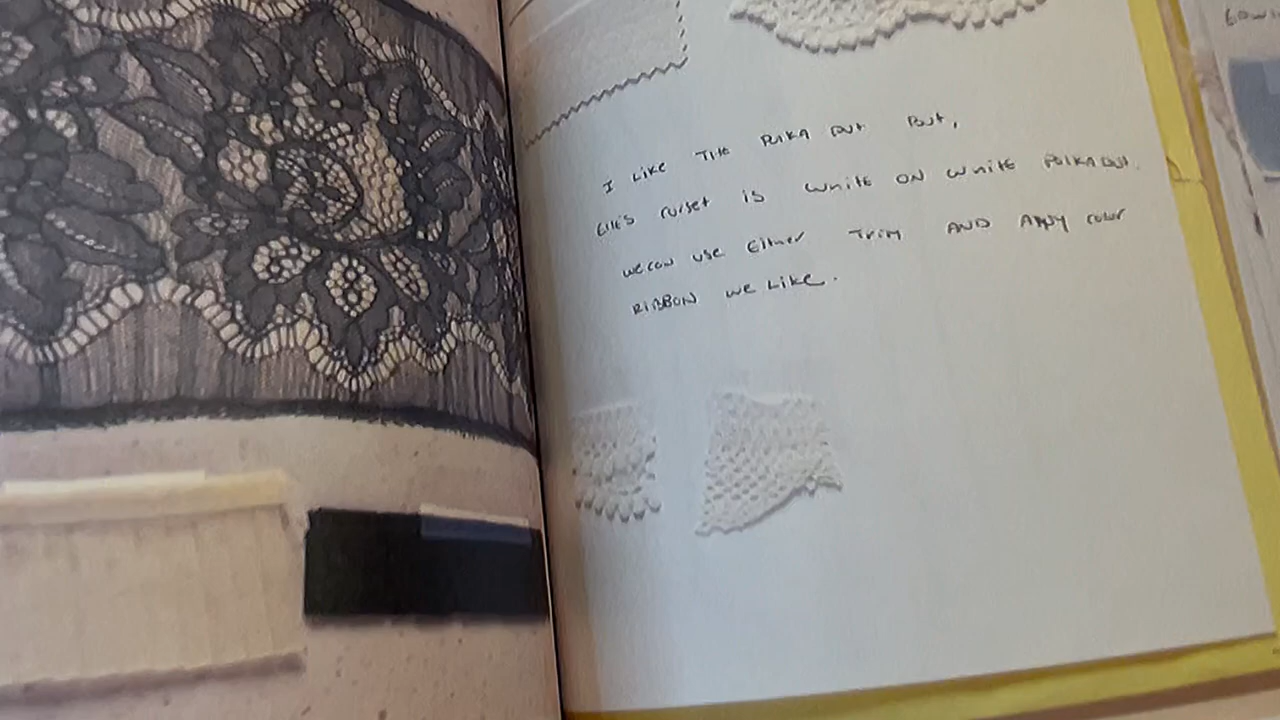 I LIKE THE POLKA DOT BUT,
ELLE'S CORSET IS WHITE ON WHITE POLKA DOT.
WE CAN USE EITHER TRIM AND ANY COLOR
RIBBON WE LIKE.